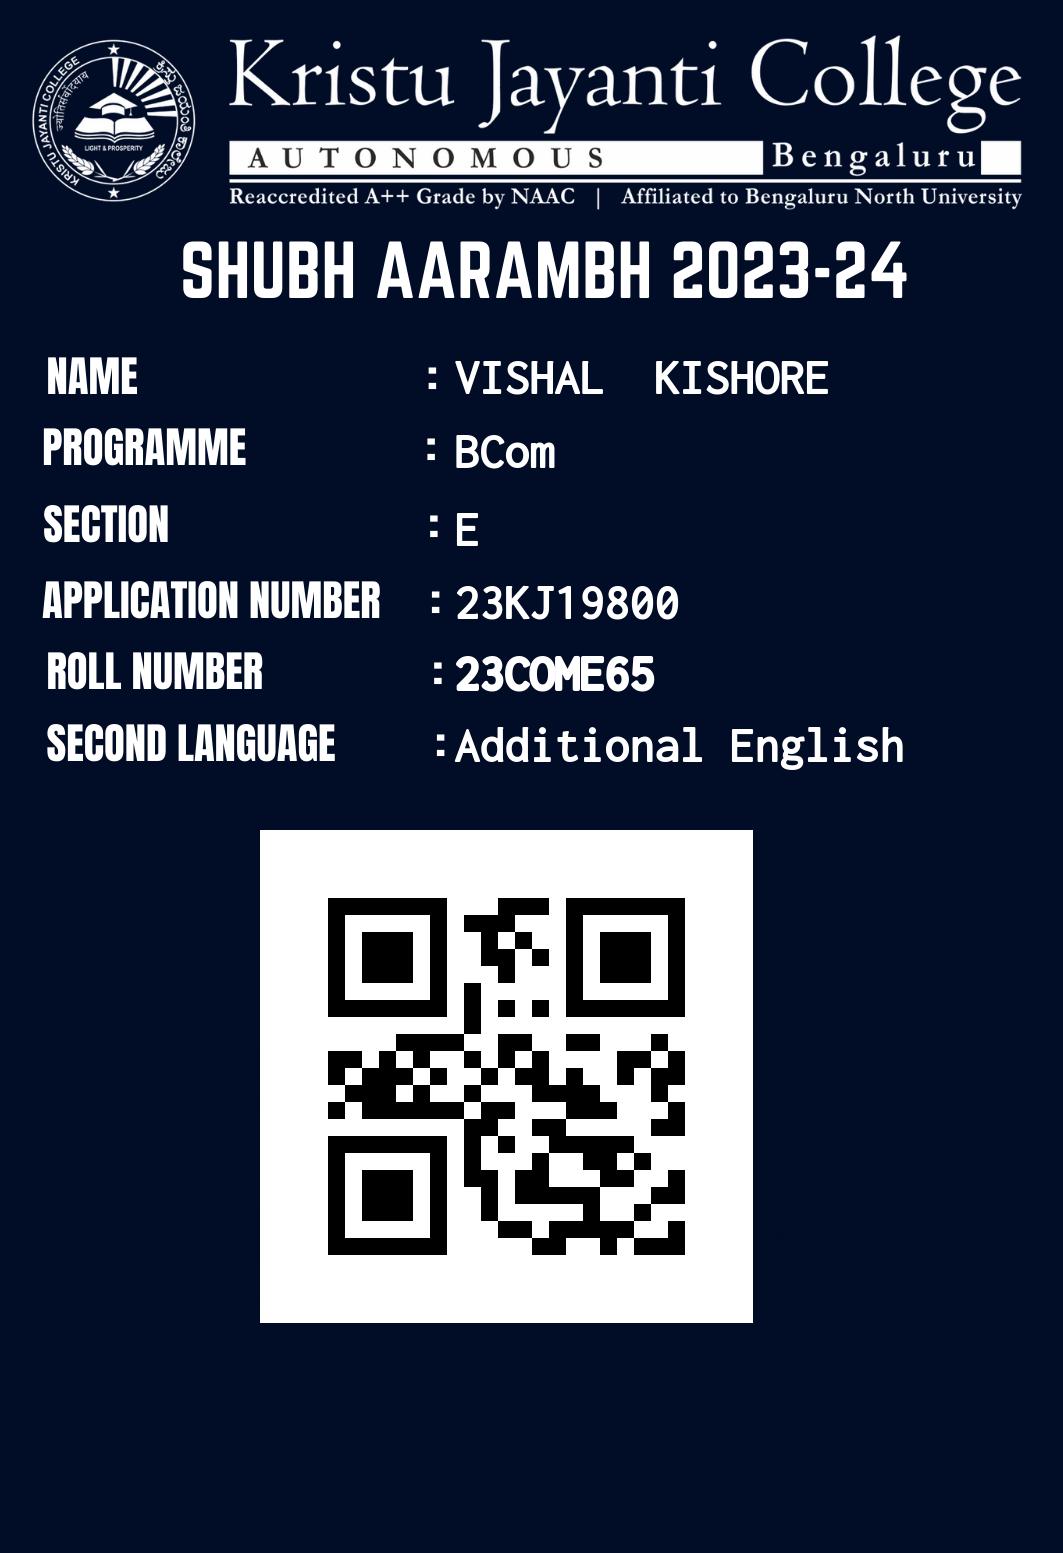 Kristu Jayanti College
AUTONOMOUS Bengaluru
Reaccredited A++ Grade by NAAC | Affiliated to Bengaluru North University
KRISTU JAYANTI COLLEGE
LIGHT & PROSPERITY
SHUBH AARAMBH 2023-24
NAME : VISHAL KISHORE
PROGRAMME : BCom
SECTION : E
APPLICATION NUMBER : 23KJ19800
ROLL NUMBER : 23COME65
SECOND LANGUAGE : Additional English